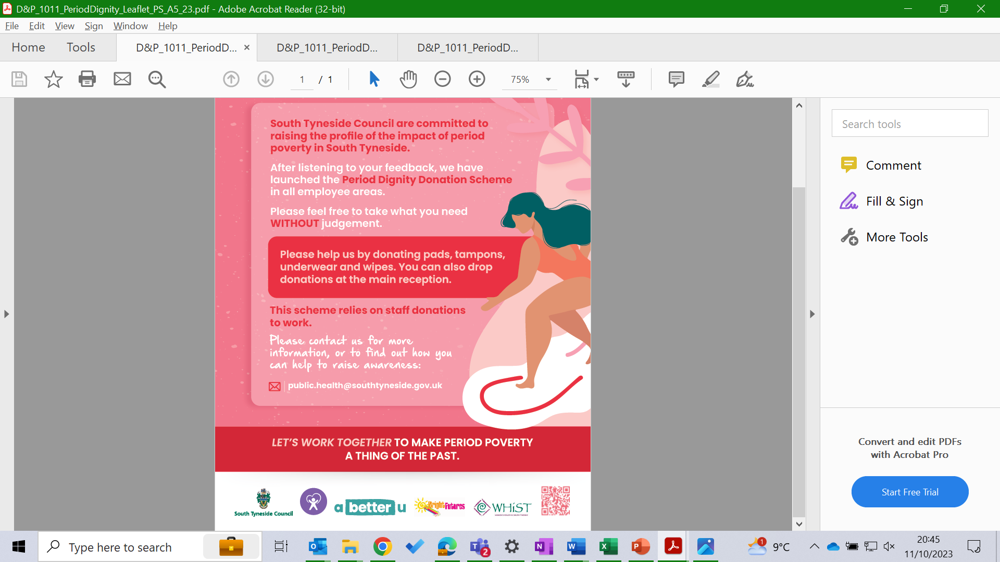 D&P_1011_PeriodDignity_Leaflet_PS_A5_23.pdf - Adobe Acrobat Reader (32-bit)
File Edit View Sign Window Help
Home Tools D&P_1011_PeriodD... × D&P_1011_PeriodD... D&P_1011_PeriodD...
1 / 1 75%
South Tyneside Council are committed to
raising the profile of the impact of period
poverty in South Tyneside.
After listening to your feedback, we have
launched the Period Dignity Donation Scheme
in all employee areas.
Please feel free to take what you need
WITHOUT judgement.
Please help us by donating pads, tampons,
underwear and wipes. You can also drop
donations at the main reception.
This scheme relies on staff donations
to work.
Please contact us for more
information, or to find out how you
can help to raise awareness:
public.health@southtyneside.gov.uk
LET'S WORK TOGETHER TO MAKE PERIOD POVERTY
A THING OF THE PAST.
South Tyneside Council
a better u
Bright Futures
WHiST
Search tools
Comment
Fill & Sign
More Tools
Convert and edit PDFs
with Acrobat Pro
Start Free Trial
Type here to search
2
1
9°C
20:45
11/10/2023